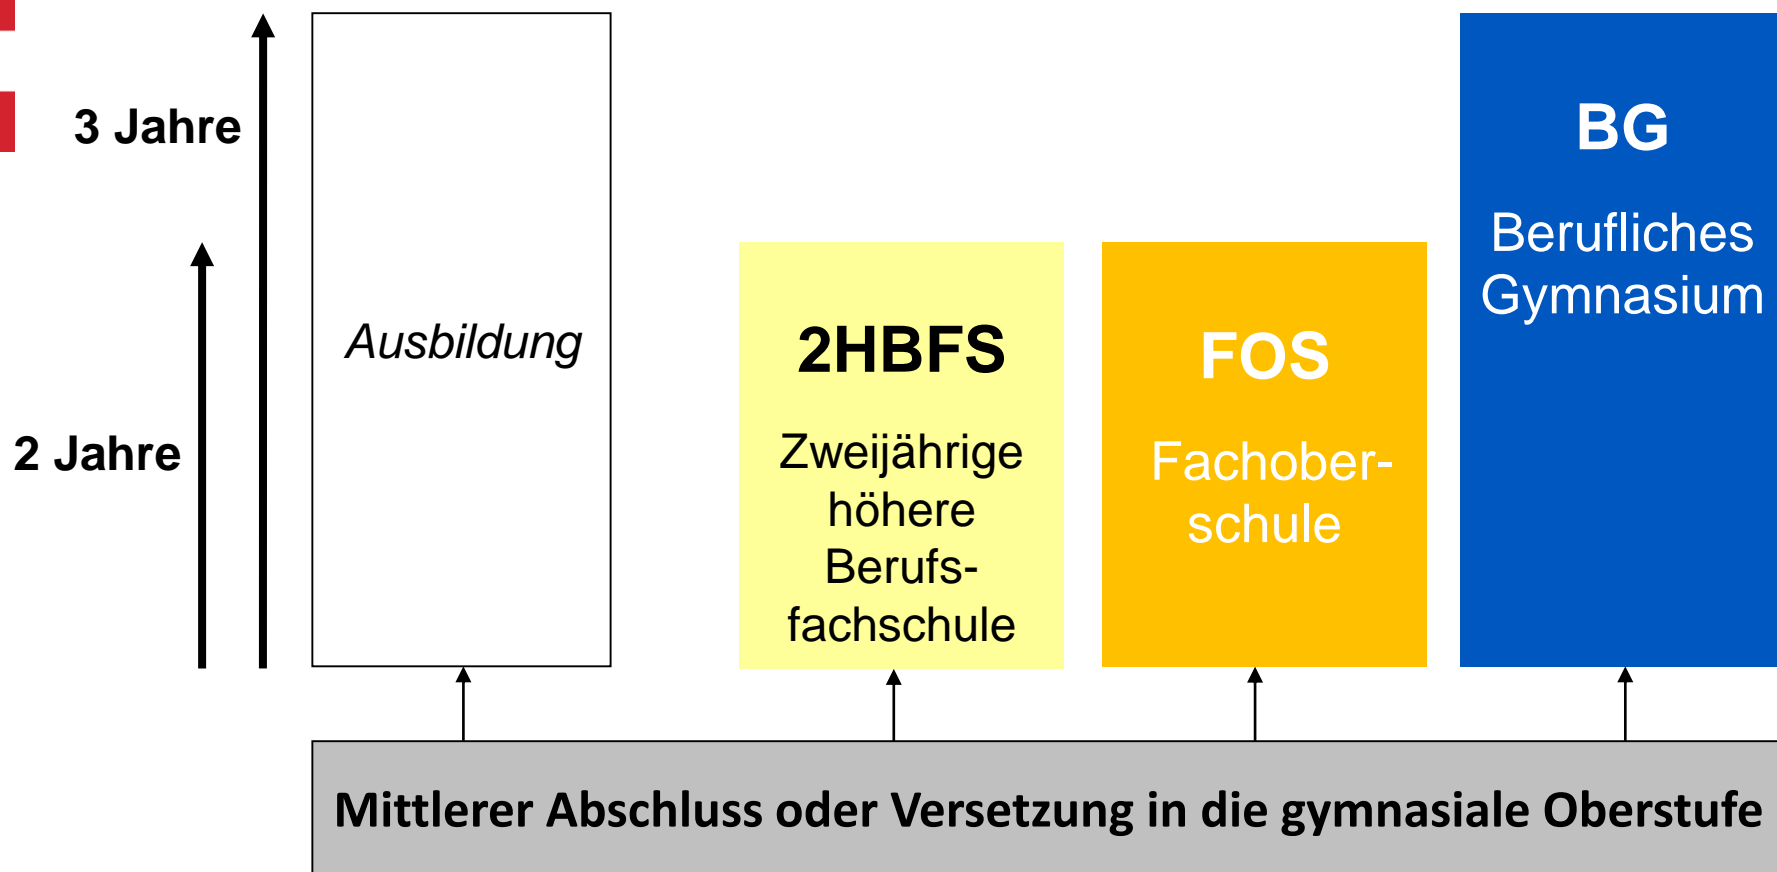 3 Jahre
2 Jahre
Ausbildung
2HBFS
Zweijährige
höhere
Berufs-
fachschule
FOS
Fachober-
schule
BG
Berufliches
Gymnasium
Mittlerer Abschluss oder Versetzung in die gymnasiale Oberstufe